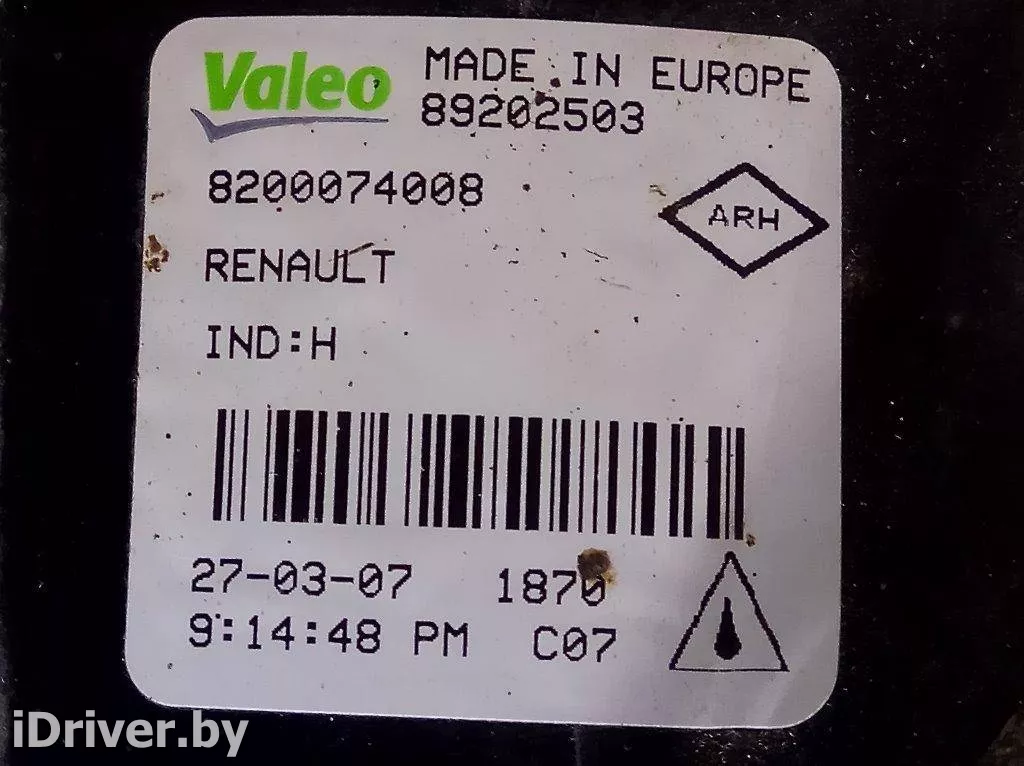 Valeo MADE IN EUROPE
89202503
8200074008
ARH
RENAULT
IND:H
27-03-07 1870
9:14:48 PM C07
iDriver.by